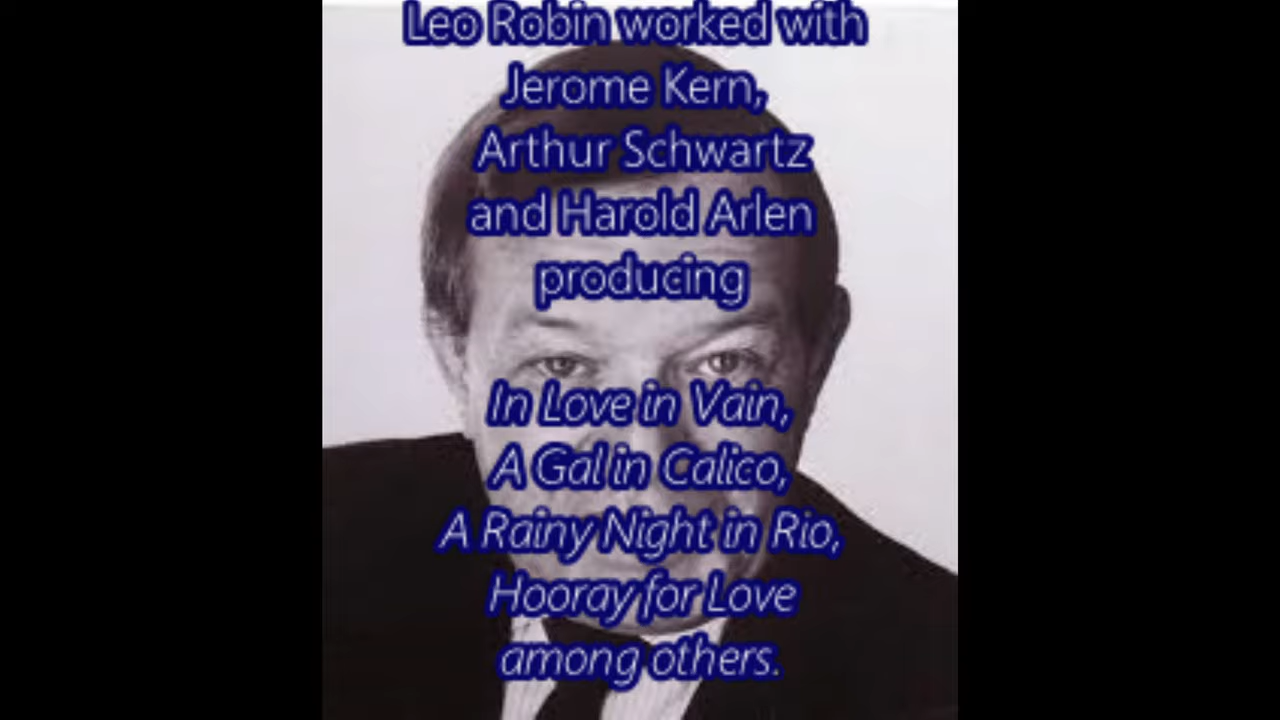 Leo Robin worked with
Jerome Kern,
Arthur Schwartz
and Harold Arlen
producing
In Love in Vain,
A Gal in Calico,
A Rainy Night in Rio,
Hooray for Love
among others.